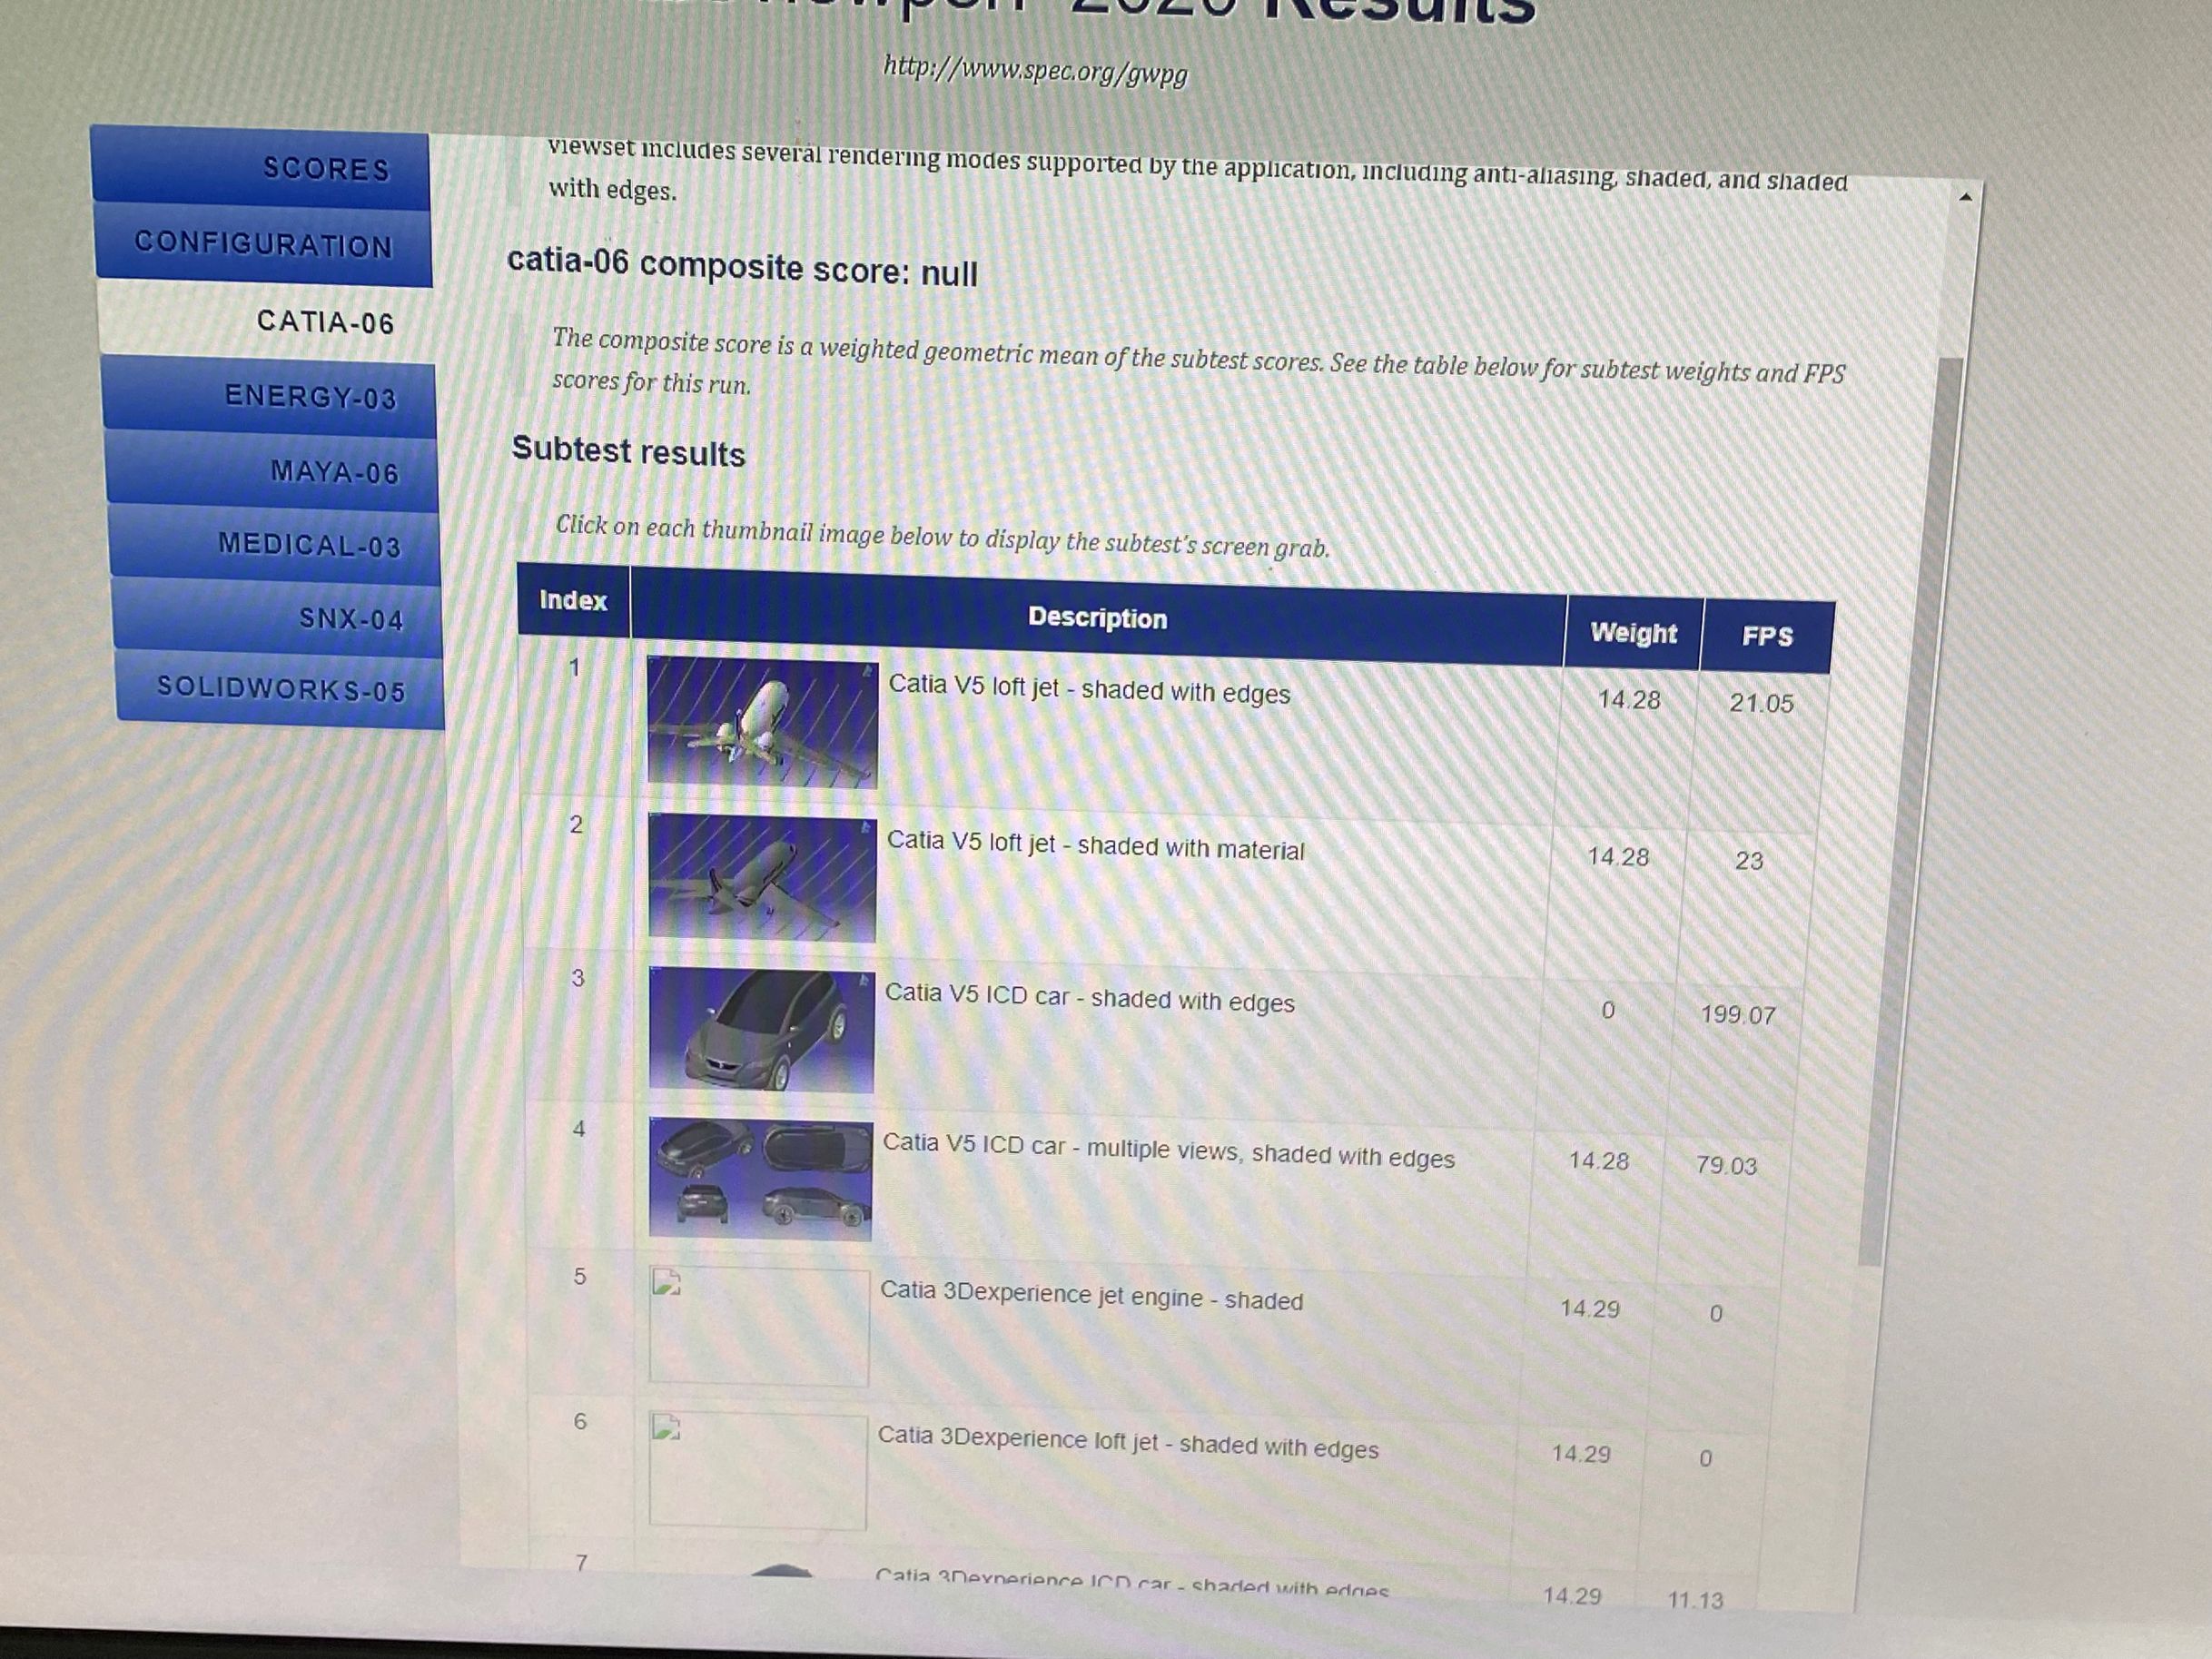 2020 Results
http://www.spec.org/gwpg
SCORES
CONFIGURATION
CATIA-06
ENERGY-03
MAYA-06
MEDICAL-03
SNX-04
SOLIDWORKS-05
viewset includes several rendering modes supported by the application, including anti-aliasing, shaded, and shaded
with edges.
catia-06 composite score: null
The composite score is a weighted geometric mean of the subtest scores. See the table below for subtest weights and FPS
scores for this run.
Subtest results
Click on each thumbnail image below to display the subtest's screen grab.
Index Description Weight FPS
1 Catia V5 loft jet - shaded with edges 14.28 21.05
2 Catia V5 loft jet - shaded with material 14.28 23
3 Catia V5 ICD car - shaded with edges 0 199.07
4 Catia V5 ICD car - multiple views, shaded with edges 14.28 79.03
5 Catia 3Dexperience jet engine - shaded 14.29 0
6 Catia 3Dexperience loft jet - shaded with edges 14.29 0
7 Catia 3Dexperience ICD car - shaded with edges 14.29 11.13